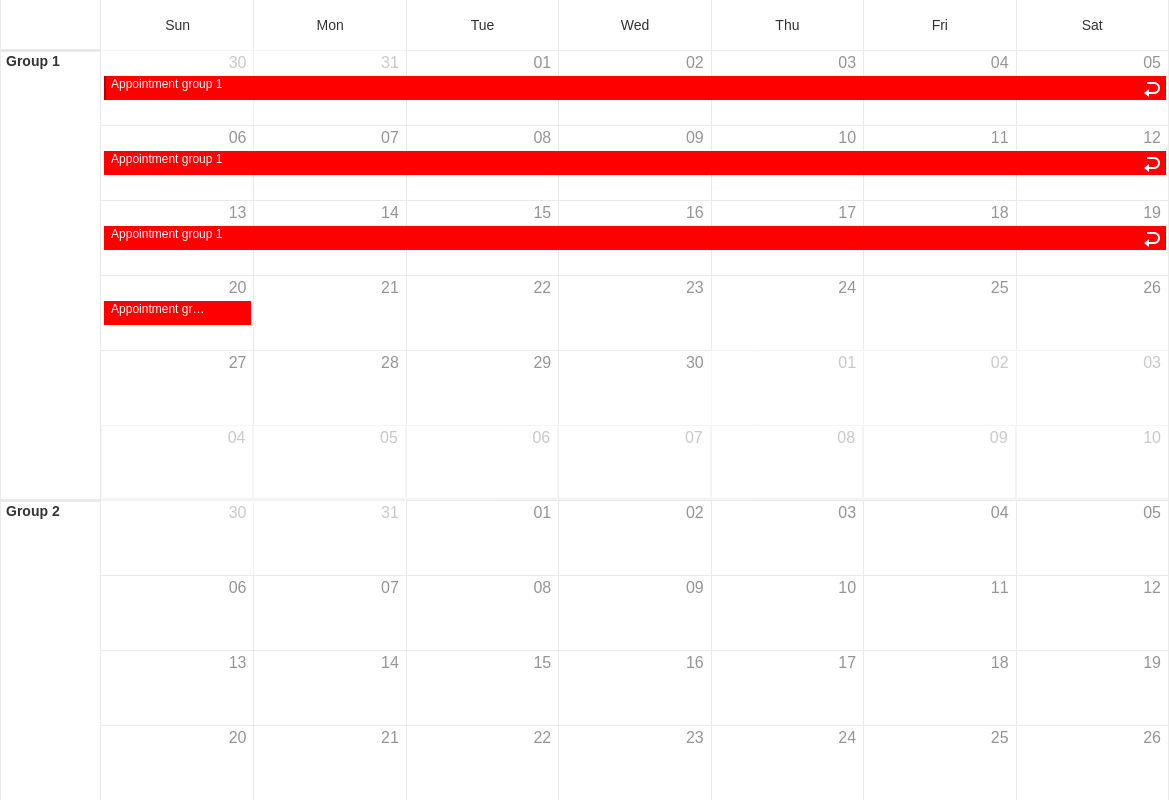 Sun Mon Tue Wed Thu Fri Sat
Group 1
30 31 01 02 03 04 05
Appointment group 1
06 07 08 09 10 11 12
Appointment group 1
13 14 15 16 17 18 19
Appointment group 1
20 21 22 23 24 25 26
Appointment gr…
27 28 29 30 01 02 03
04 05 06 07 08 09 10
Group 2
30 31 01 02 03 04 05
06 07 08 09 10 11 12
13 14 15 16 17 18 19
20 21 22 23 24 25 26